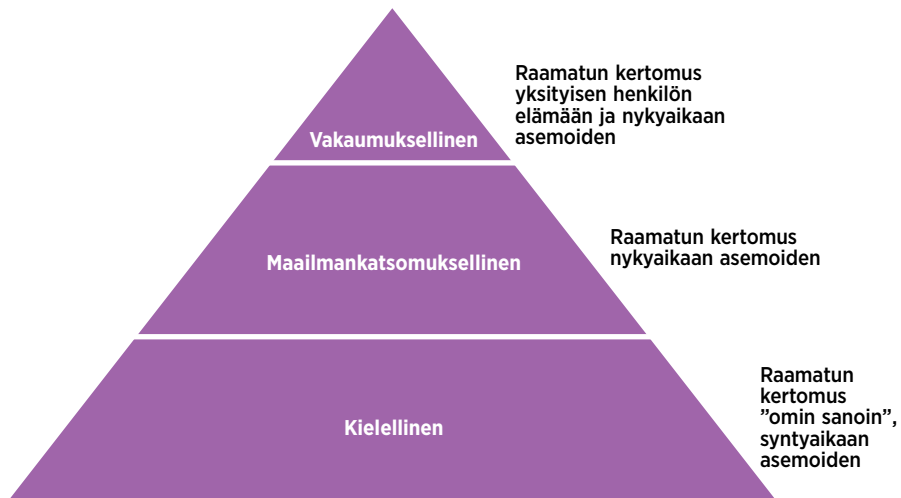 Raamatun kertomus
yksityisen henkilön
elämään ja nykyaikaan
asemoiden
Vakaumuksellinen
Raamatun kertomus
nykyaikaan asemoiden
Maailmankatsomuksellinen
Raamatun
kertomus
”omin sanoin”,
syntyaikaan
asemoiden
Kielellinen